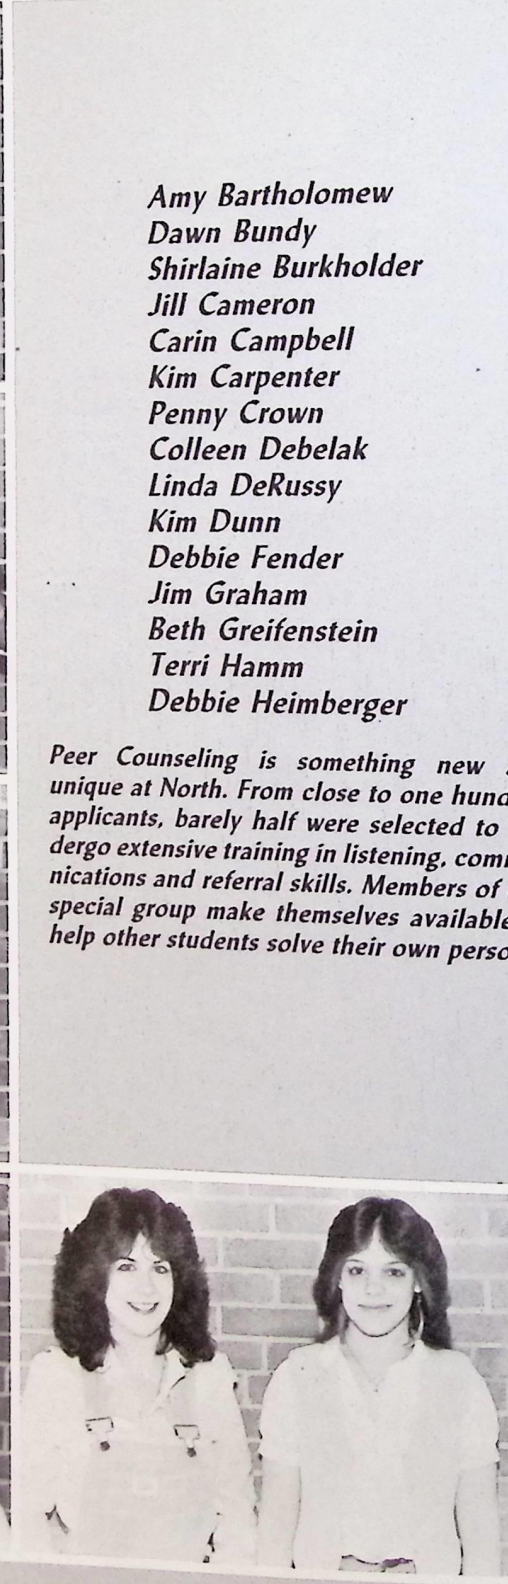 Amy Bartholomew
Dawn Bundy
Shirlaine Burkholder
Jill Cameron
Carin Campbell
Kim Carpenter
Penny Crown
Colleen Debelak
Linda DeRussy
Kim Dunn
Debbie Fender
Jim Graham
Beth Greifenstein
Terri Hamm
Debbie Heimberger
Peer Counseling is something new
unique at North. From close to one hund
applicants, barely half were selected to
dergo extensive training in listening, com
nications and referral skills. Members of
special group make themselves available
help other students solve their own perso